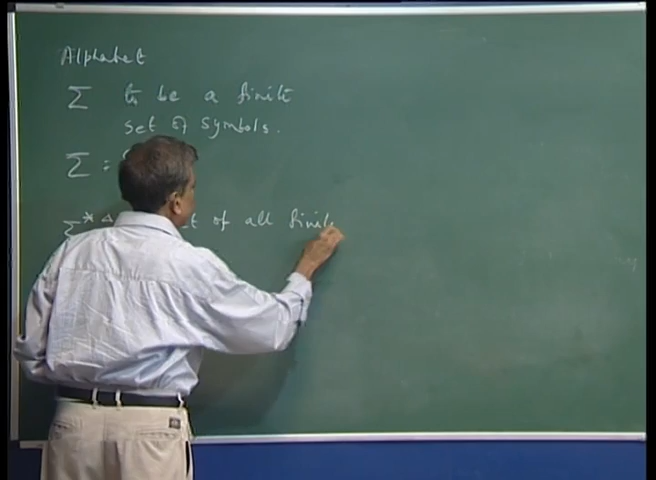 Alphabet
Σ to be a finite
set of symbols.
Σ =
Σ* of all finite